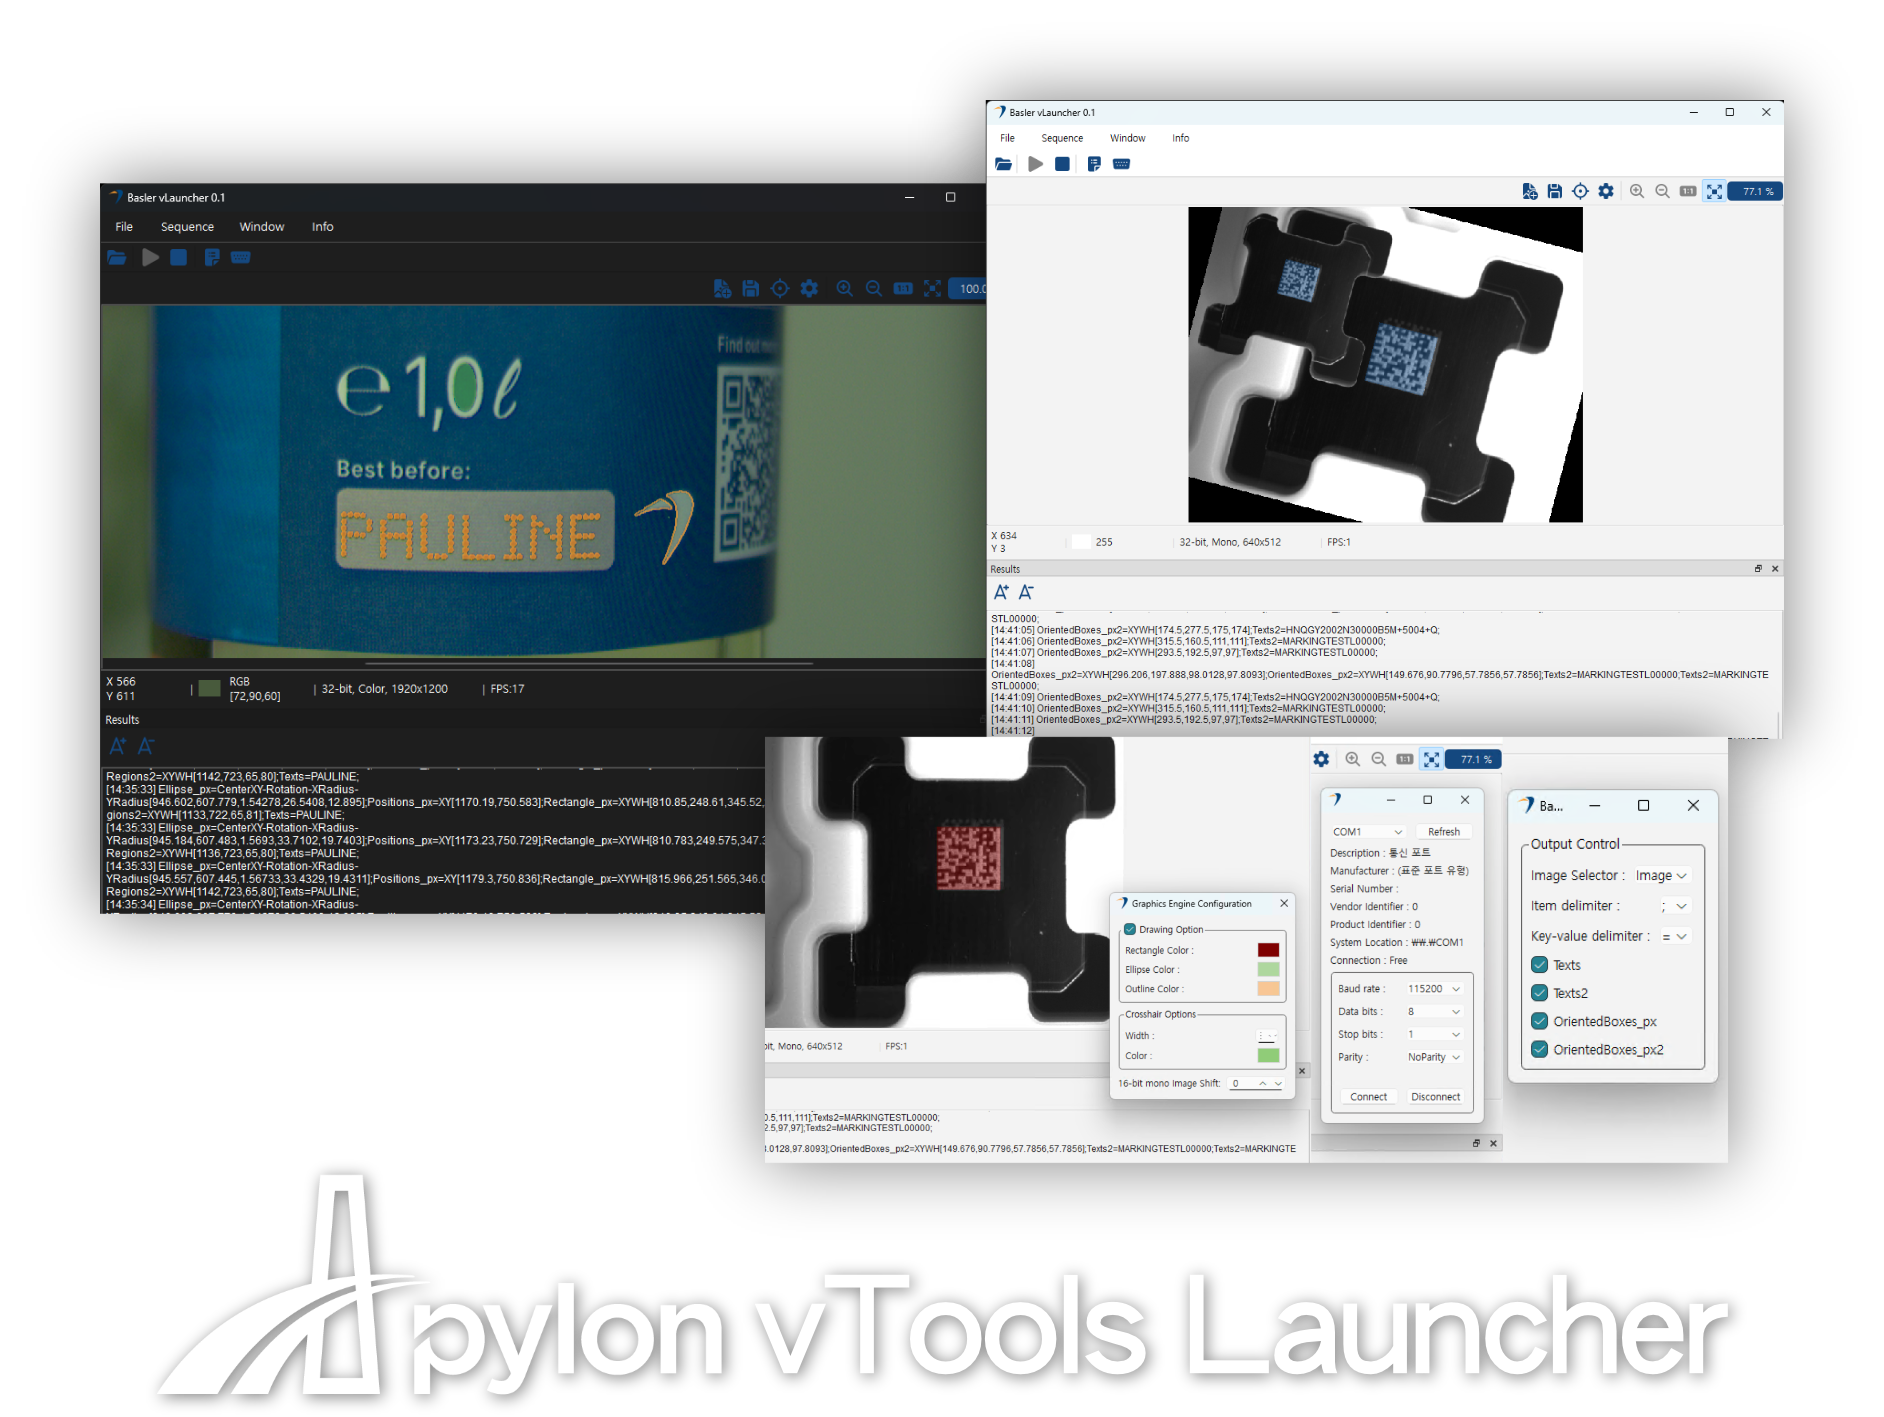 Basler vLauncher 0.1
File Sequence Window Info
100.0
Find out m
℮ 1,0 ℓ
Best before:
PAULINE
X 566
Y 611
RGB
[72,90,60]
32-bit, Color, 1920x1200
FPS:17
Results
Regions2=XYWH[1142,723,65,80];Texts=PAULINE;
[14:35:33] Ellipse_px=CenterXY-Rotation-XRadius-
YRadius[946.602,607.779,1.54278,26.5408,12.895];Positions_px=XY[1170.19,750.583];Rectangle_px=XYWH[810.85,248.61,345.52,
gions2=XYWH[1133,722,65,81];Texts=PAULINE;
[14:35:33] Ellipse_px=CenterXY-Rotation-XRadius-
YRadius[945.184,607.483,1.5693,33.7102,19.7403];Positions_px=XY[1173.23,750.729];Rectangle_px=XYWH[810.783,249.575,347.3
Regions2=XYWH[1136,723,65,80];Texts=PAULINE;
[14:35:33] Ellipse_px=CenterXY-Rotation-XRadius-
YRadius[945.557,607.445,1.56733,33.4329,19.4311];Positions_px=XY[1179.3,750.836];Rectangle_px=XYWH[815.966,251.565,346.0
Regions2=XYWH[1142,723,65,80];Texts=PAULINE;
[14:35:34] Ellipse_px=CenterXY-Rotation-XRadius-
Basler vLauncher 0.1
File Sequence Window Info
1:1 77.1 %
X 634
Y 3
255
32-bit, Mono, 640x512
FPS:1
Results
STL00000;
[14:41:05] OrientedBoxes_px2=XYWH[174.5,277.5,175,174];Texts2=HNQGY2002N30000B5M+5004+Q;
[14:41:06] OrientedBoxes_px2=XYWH[315.5,160.5,111,111];Texts2=MARKINGTESTL00000;
[14:41:07] OrientedBoxes_px2=XYWH[293.5,192.5,97,97];Texts2=MARKINGTESTL00000;
[14:41:08]
OrientedBoxes_px2=XYWH[296.206,197.888,98.0128,97.8093];OrientedBoxes_px2=XYWH[149.676,90.7796,57.7856,57.7856];Texts2=MARKINGTESTL00000;Texts2=MARKINGTE
STL00000;
[14:41:09] OrientedBoxes_px2=XYWH[174.5,277.5,175,174];Texts2=HNQGY2002N30000B5M+5004+Q;
[14:41:10] OrientedBoxes_px2=XYWH[315.5,160.5,111,111];Texts2=MARKINGTESTL00000;
[14:41:11] OrientedBoxes_px2=XYWH[293.5,192.5,97,97];Texts2=MARKINGTESTL00000;
[14:41:12]
bit, Mono, 640x512
FPS:1
0.5,111,111];Texts2=MARKINGTESTL00000;
2.5,97,97];Texts2=MARKINGTESTL00000;
.0128,97.8093];OrientedBoxes_px2=XYWH[149.676,90.7796,57.7856,57.7856];Texts2=MARKINGTESTL00000;Texts2=MARKINGTE
Graphics Engine Configuration
Drawing Option
Rectangle Color :
Ellipse Color :
Outline Color :
Crosshair Options
Width :
Color :
16-bit mono Image Shift: 0
1:1 77.1 %
COM1 Refresh
Description : 통신 포트
Manufacturer : (표준 포트 유형)
Serial Number :
Vendor Identifier : 0
Product Identifier : 0
System Location : ₩₩.₩COM1
Connection : Free
Baud rate : 115200
Data bits : 8
Stop bits : 1
Parity : NoParity
Connect Disconnect
Ba...
Output Control
Image Selector : Image
Item delimiter : ;
Key-value delimiter : =
Texts
Texts2
OrientedBoxes_px
OrientedBoxes_px2
pylon vTools Launcher